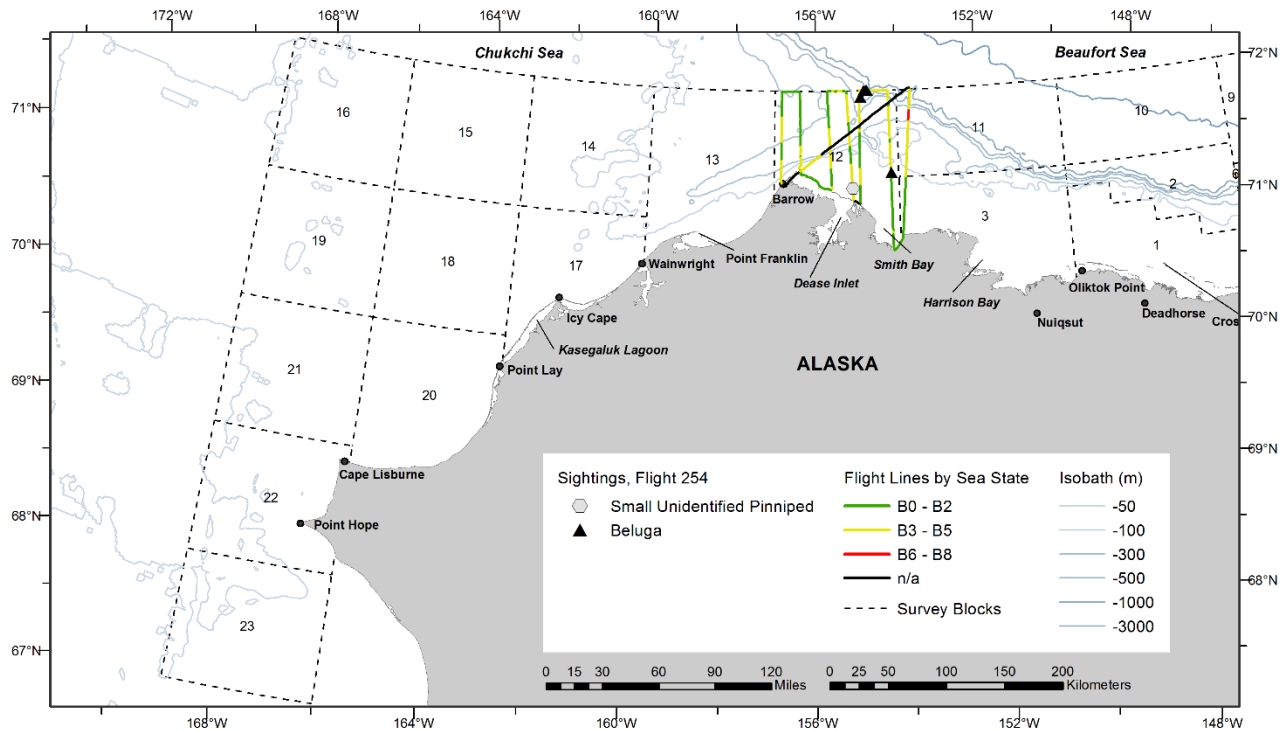 172°W 168°W 164°W 160°W 156°W 152°W 148°W
Chukchi Sea
Beaufort Sea
72°N
71°N
71°N
70°N
70°N
69°N
69°N
68°N
68°N
67°N
16
15
14
13
12
11
10
9
6
2
3
1
19
18
17
21
20
22
23
Barrow
Point Franklin
Wainwright
Dease Inlet
Smith Bay
Harrison Bay
Oliktok Point
Deadhorse
Nuiqsut
Cros
Icy Cape
Kasegaluk Lagoon
Point Lay
ALASKA
Cape Lisburne
Point Hope
Sightings, Flight 254
Small Unidentified Pinniped
Beluga
Flight Lines by Sea State
B0 - B2
B3 - B5
B6 - B8
n/a
Survey Blocks
Isobath (m)
-50
-100
-300
-500
-1000
-3000
0 15 30 60 90 120
Miles
0 25 50 100 150 200
Kilometers
168°W 164°W 160°W 156°W 152°W 148°W